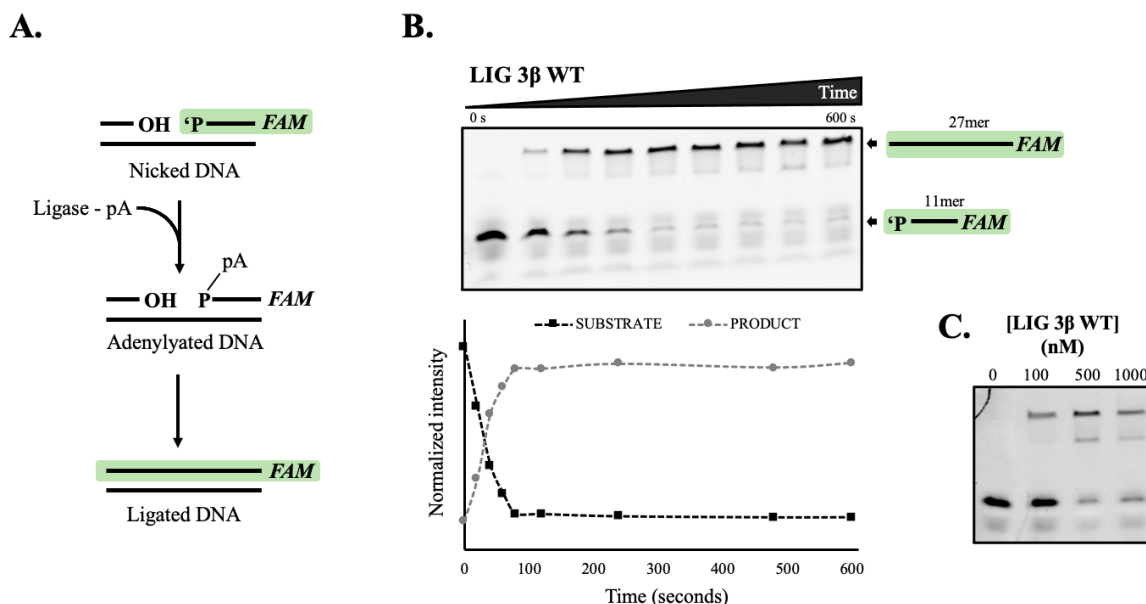 A.
OH ‘P FAM
Nicked DNA
Ligase - pA
pA
OH P FAM
Adenylyated DNA
FAM
Ligated DNA
B.
LIG 3β WT
Time
0 s 600 s
27mer
FAM
11mer
‘P FAM
SUBSTRATE PRODUCT
Normalized intensity
0 100 200 300 400 500 600
Time (seconds)
C.
[LIG 3β WT]
(nM)
0 100 500 1000